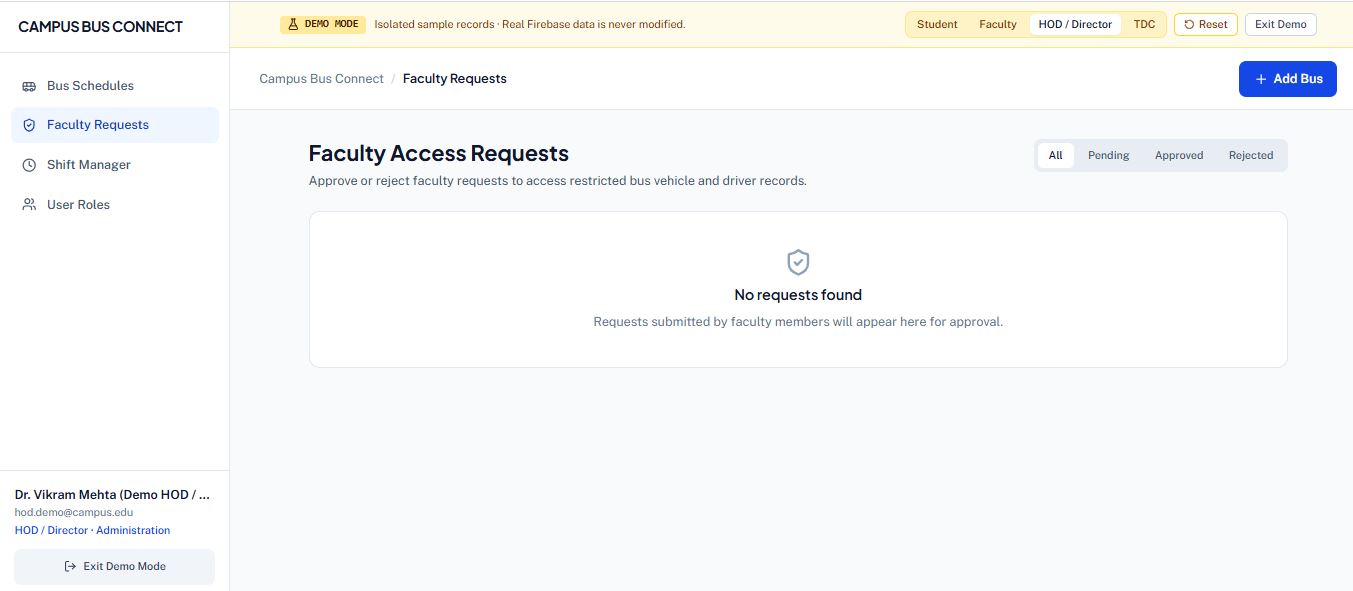 CAMPUS BUS CONNECT
DEMO MODE Isolated sample records · Real Firebase data is never modified. Student Faculty HOD / Director TDC Reset Exit Demo
Campus Bus Connect / Faculty Requests Add Bus
Bus Schedules
Faculty Requests
Shift Manager
User Roles
Faculty Access Requests
All Pending Approved Rejected
Approve or reject faculty requests to access restricted bus vehicle and driver records.
No requests found
Requests submitted by faculty members will appear here for approval.
Dr. Vikram Mehta (Demo HOD / ...
hod.demo@campus.edu
HOD / Director · Administration
Exit Demo Mode